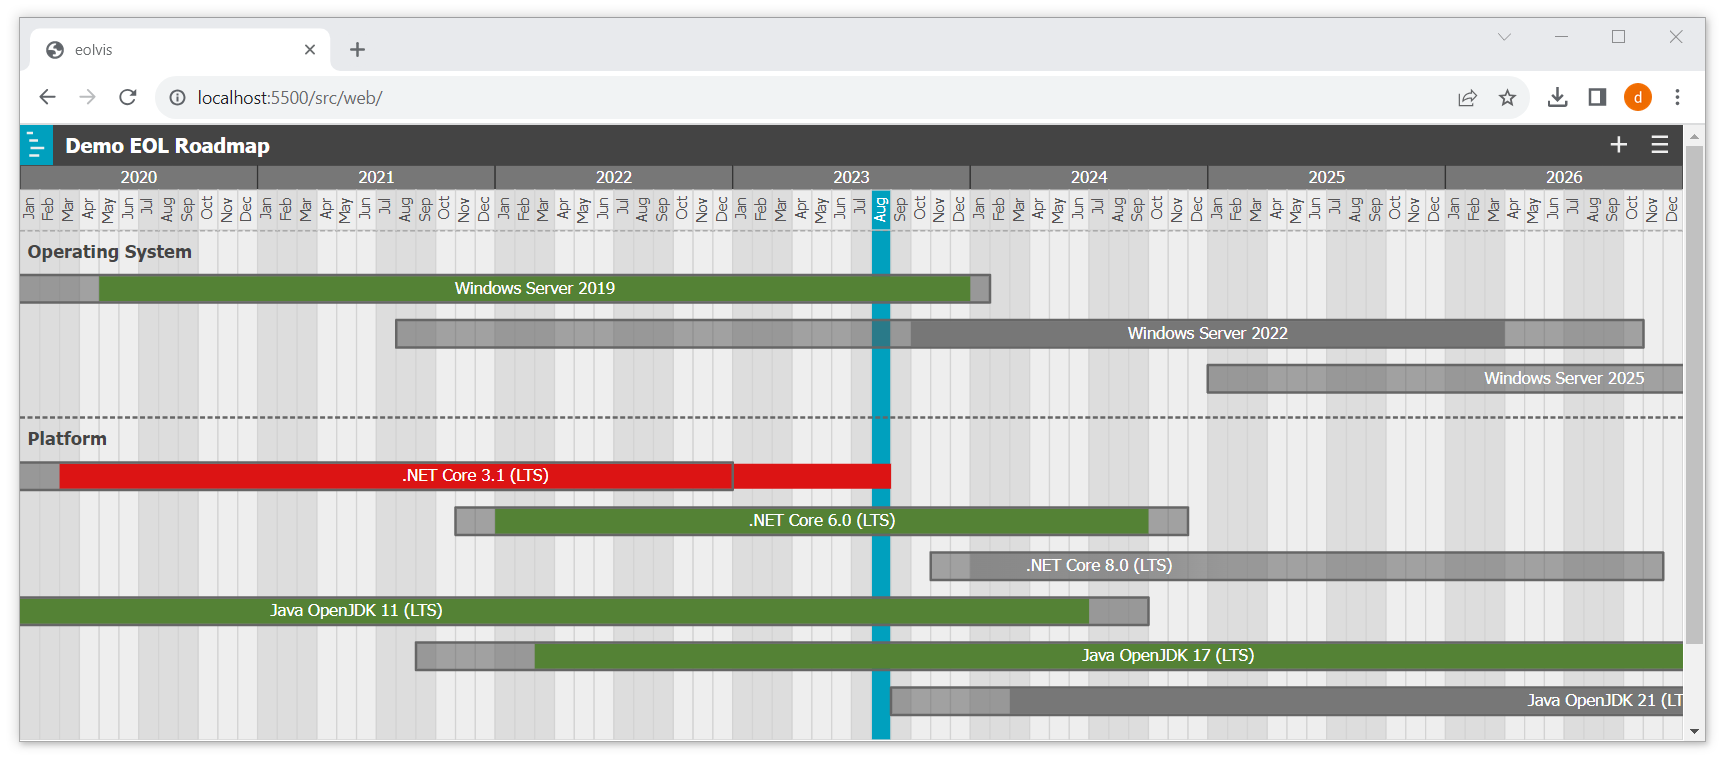 eolvis
localhost:5500/src/web/
d
Demo EOL Roadmap
2020 2021 2022 2023 2024 2025 2026
Jan Feb Mar Apr May Jun Jul Aug Sep Oct Nov Dec Jan Feb Mar Apr May Jun Jul Aug Sep Oct Nov Dec Jan Feb Mar Apr May Jun Jul Aug Sep Oct Nov Dec Jan Feb Mar Apr May Jun Jul Aug Sep Oct Nov Dec Jan Feb Mar Apr May Jun Jul Aug Sep Oct Nov Dec Jan Feb Mar Apr May Jun Jul Aug Sep Oct Nov Dec Jan Feb Mar Apr May Jun Jul Aug Sep Oct Nov Dec
Operating System
Windows Server 2019
Windows Server 2022
Windows Server 2025
Platform
.NET Core 3.1 (LTS)
.NET Core 6.0 (LTS)
.NET Core 8.0 (LTS)
Java OpenJDK 11 (LTS)
Java OpenJDK 17 (LTS)
Java OpenJDK 21 (LT